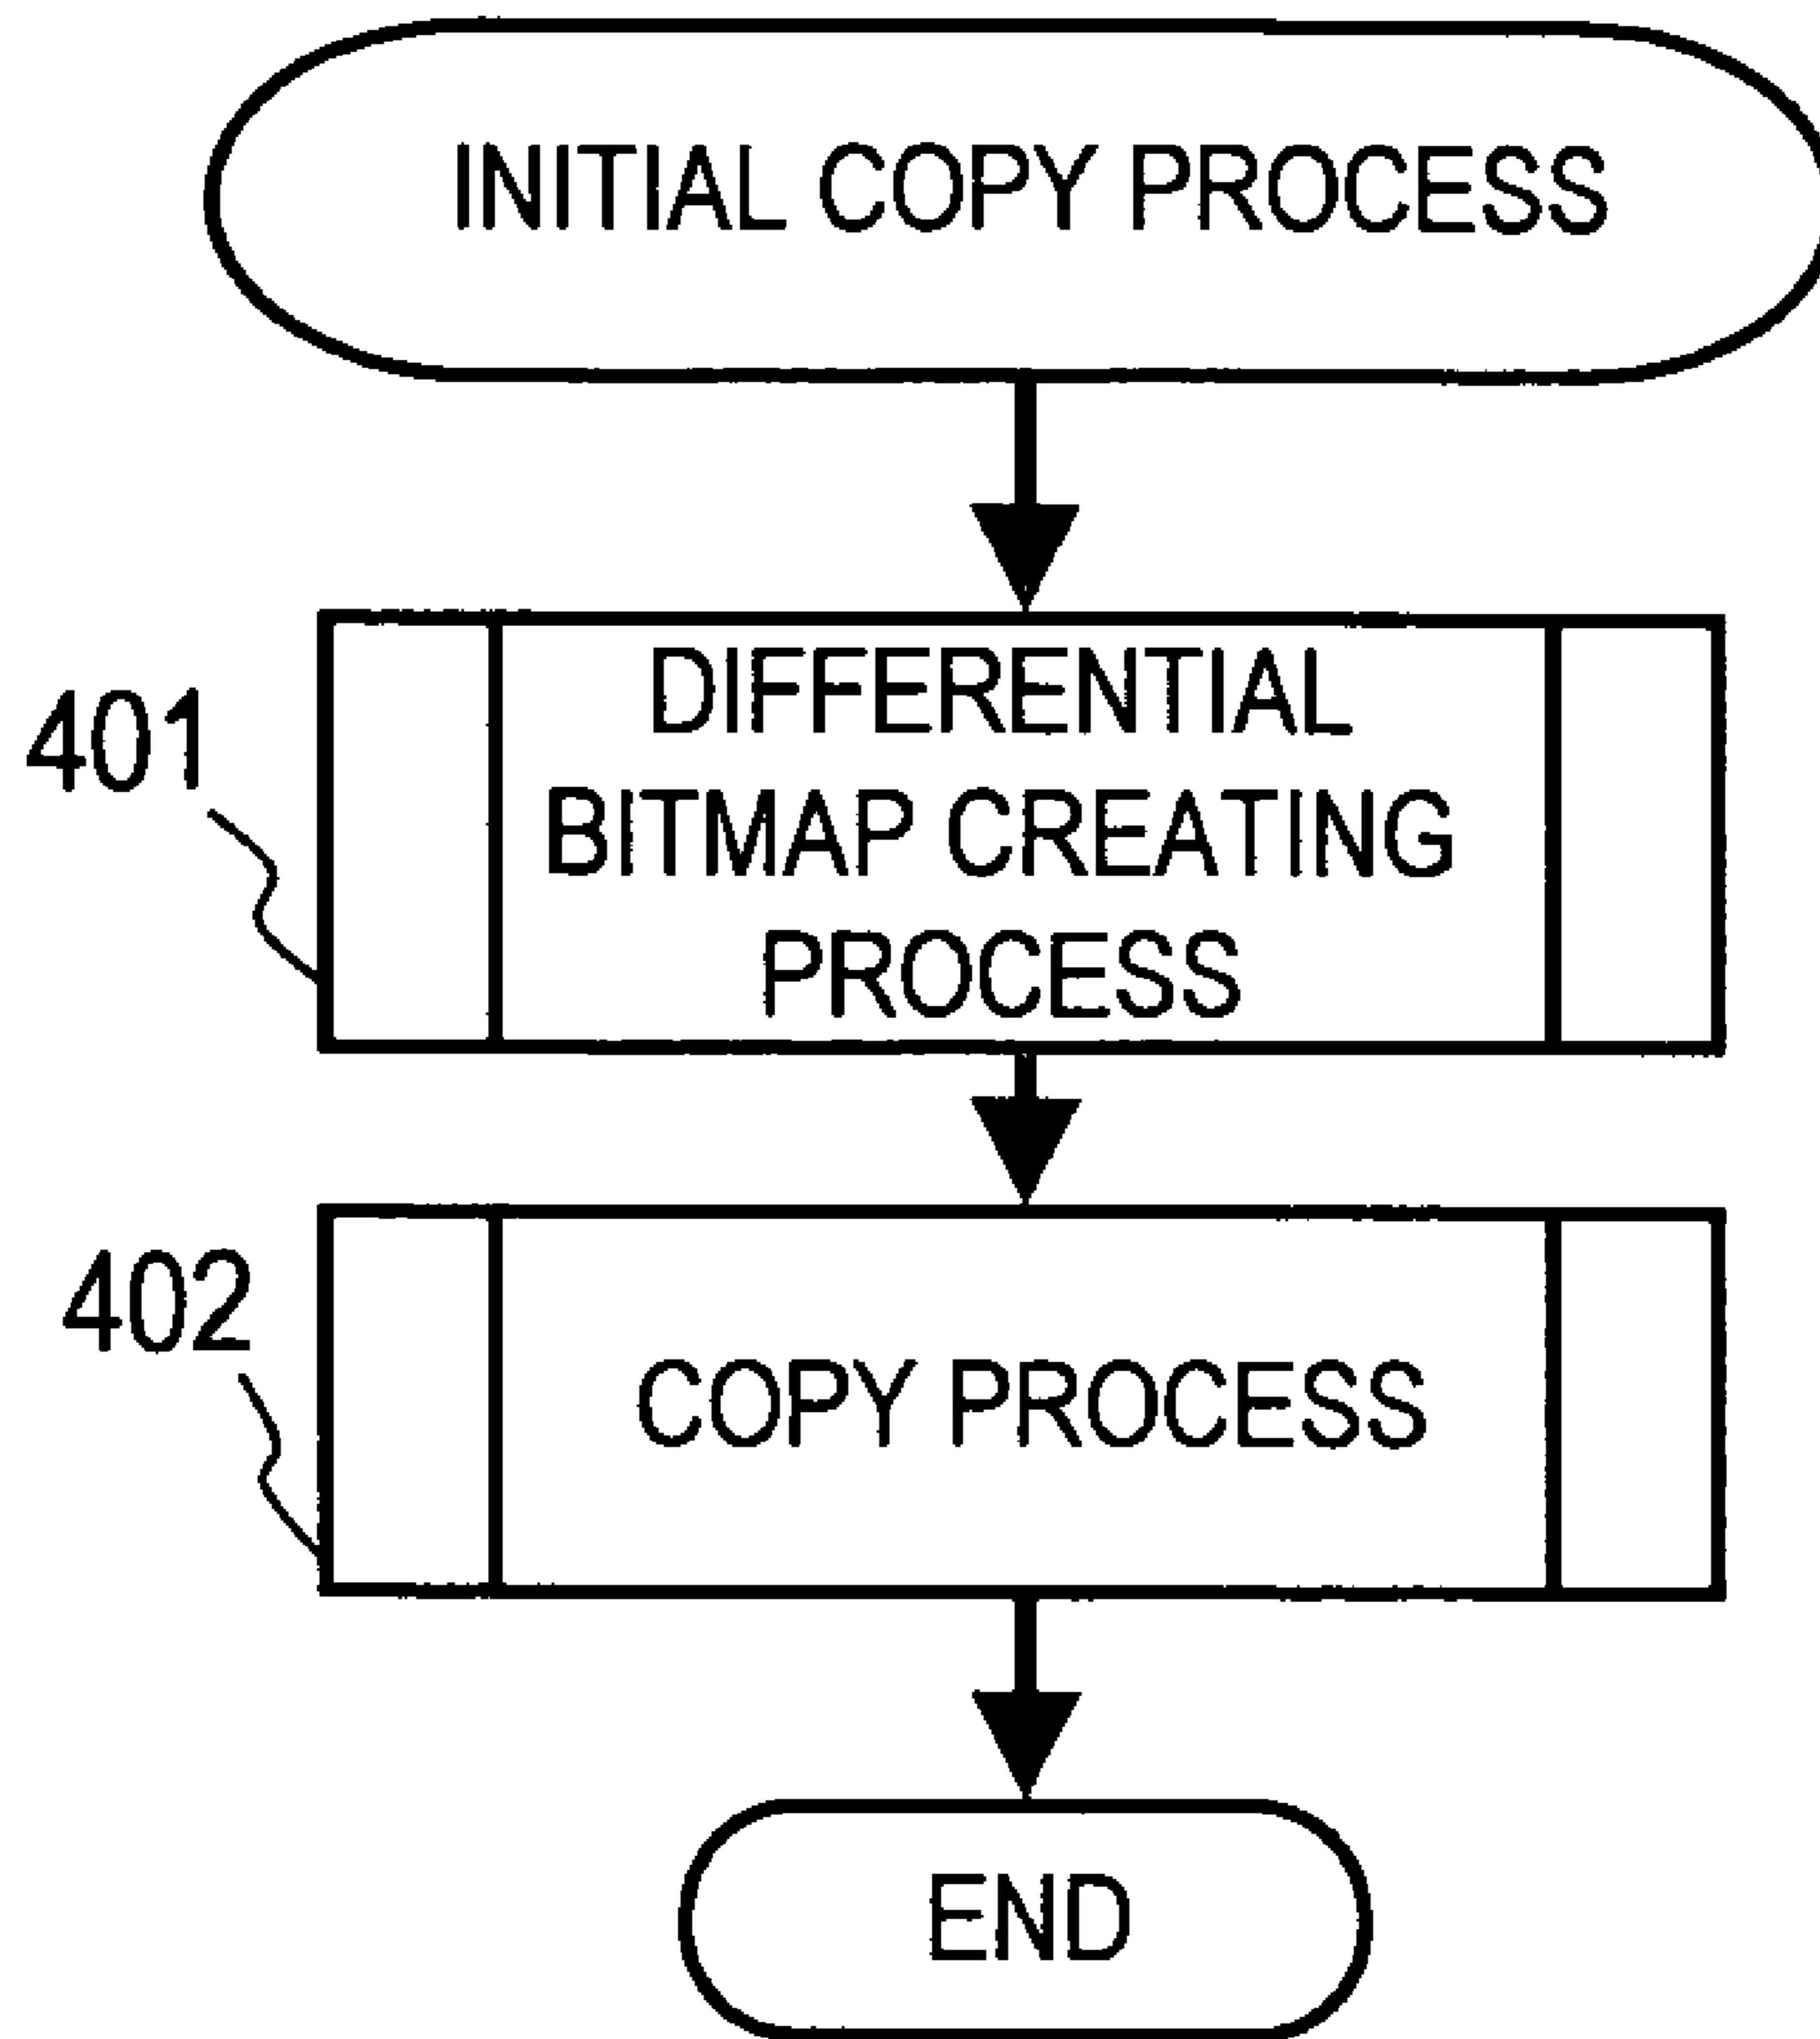 INITIAL COPY PROCESS
401
DIFFERENTIAL
BITMAP CREATING
PROCESS
402
COPY PROCESS
END